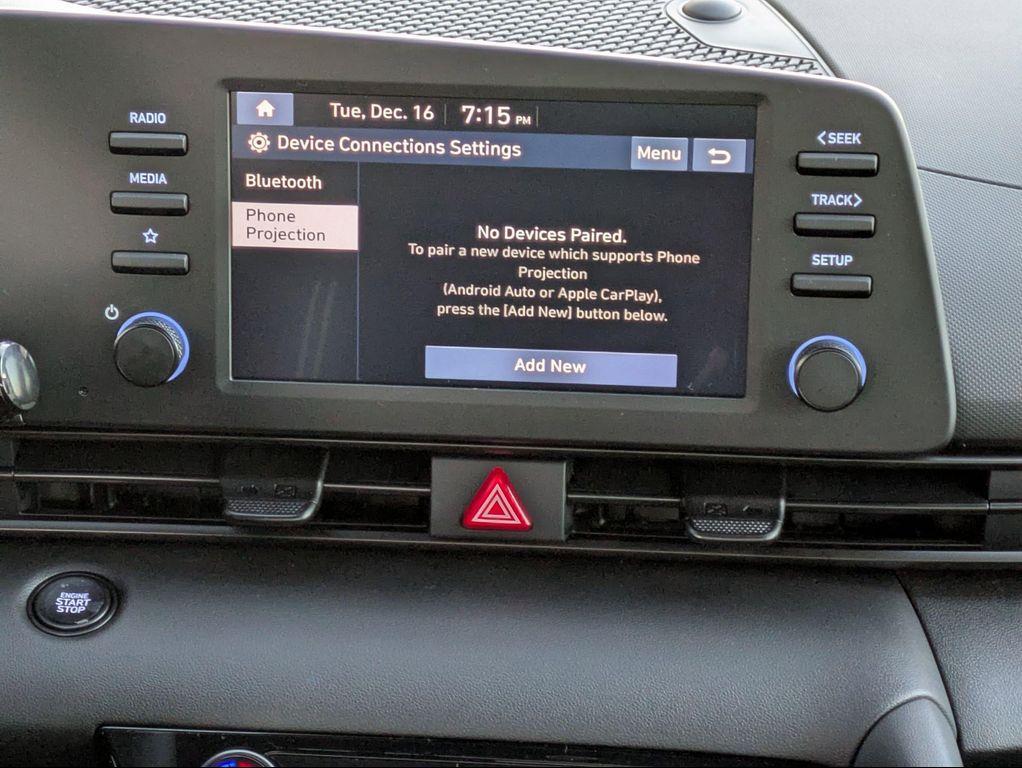 RADIO
MEDIA
Tue, Dec. 16 7:15 PM
Device Connections Settings
Menu
Bluetooth
Phone
Projection
No Devices Paired.
To pair a new device which supports Phone
Projection
(Android Auto or Apple CarPlay),
press the [Add New] button below.
Add New
<SEEK
TRACK>
SETUP
ENGINE
START
STOP